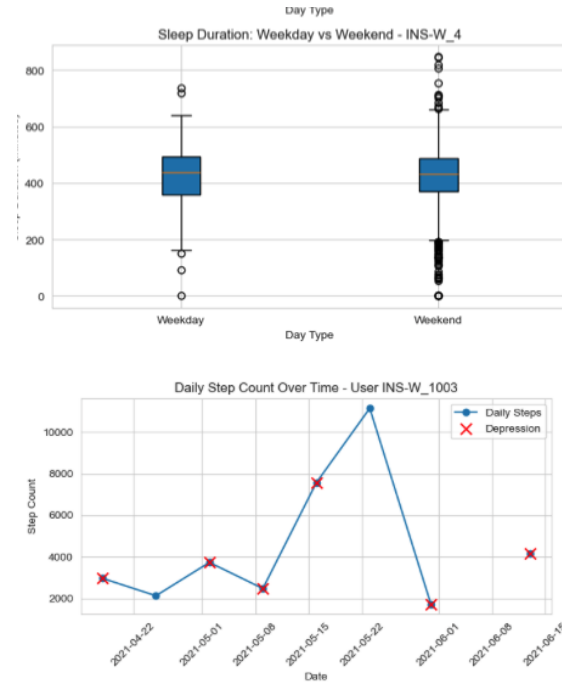 Day Type
Sleep Duration: Weekday vs Weekend - INS-W_4
800
600
400
200
0
Weekday
Weekend
Day Type
Daily Step Count Over Time - User INS-W_1003
Daily Steps
Depression
10000
8000
6000
4000
2000
Step Count
2021-04-22
2021-05-01
2021-05-08
2021-05-15
2021-05-22
2021-06-01
2021-06-08
2021-06-15
Date